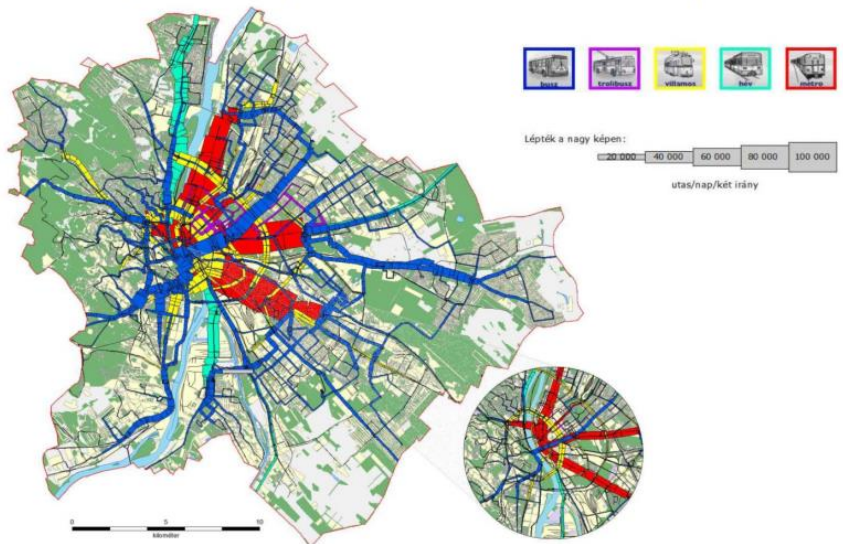 busz trolibusz villamos hév metró
Lépték a nagy képen:
20 000 40 000 60 000 80 000 100 000
utas/nap/két irány
0 5 10
kilométer